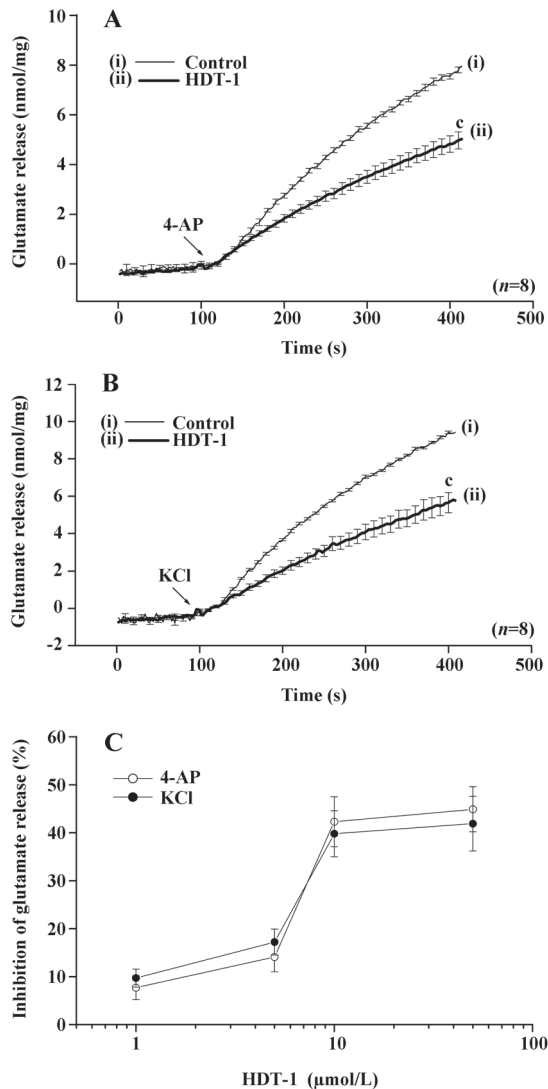 A
(i) Control
(ii) HDT-1
Glutamate release (nmol/mg)
10
8
6
4
2
0
4-AP
(i)
c
(ii)
(n=8)
0 100 200 300 400 500
Time (s)
B
(i) Control
(ii) HDT-1
Glutamate release (nmol/mg)
12
10
8
6
4
2
0
-2
KCl
(i)
c
(ii)
(n=8)
0 100 200 300 400 500
Time (s)
C
4-AP
KCl
Inhibition of glutamate release (%)
60
50
40
30
20
10
0
1 10 100
HDT-1 (μmol/L)